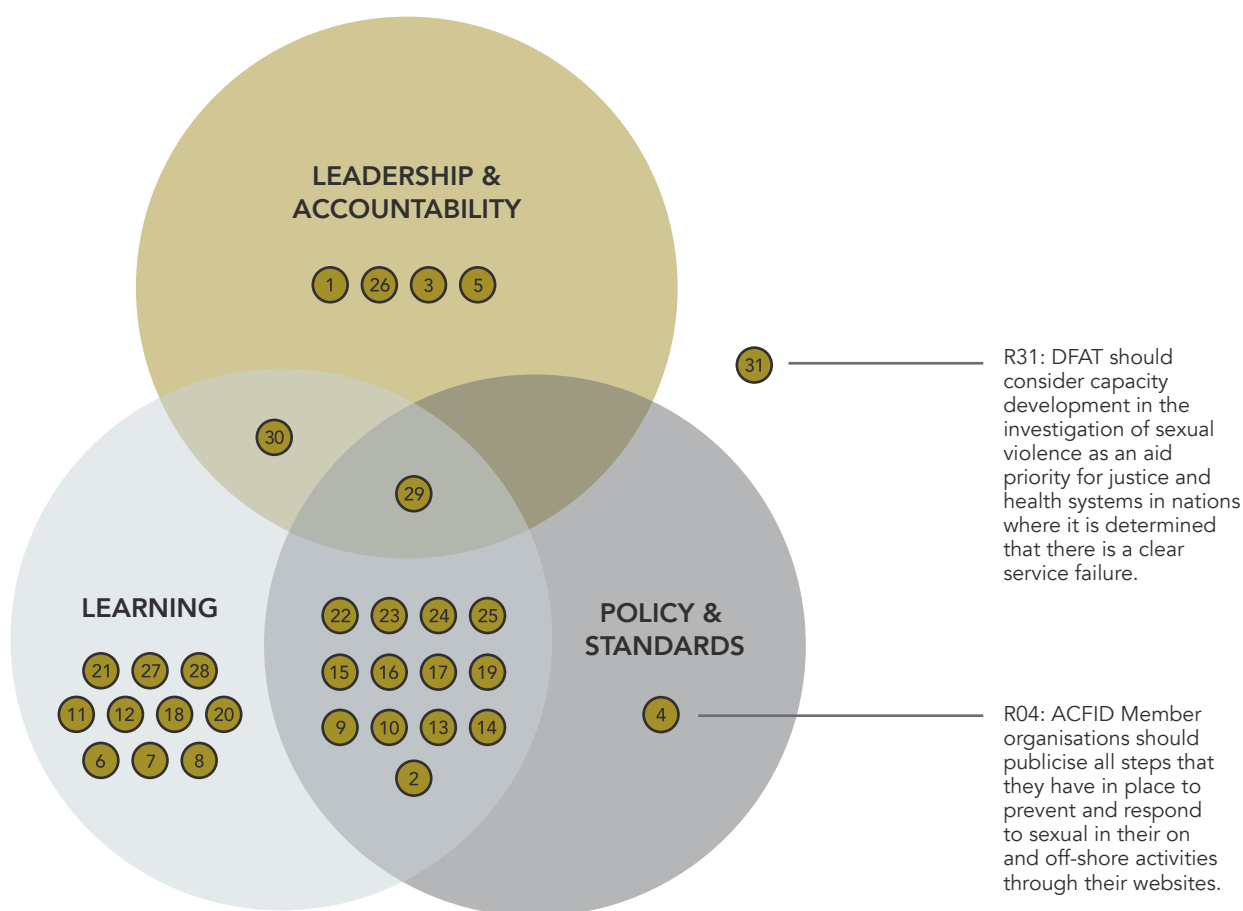 LEADERSHIP &
ACCOUNTABILITY
1 26 3 5
31
R31: DFAT should
consider capacity
development in the
investigation of sexual
violence as an aid
priority for justice and
health systems in nations
where it is determined
that there is a clear
service failure.
30
29
LEARNING
21 27 28
11 12 18 20
6 7 8
22 23 24 25
15 16 17 19
9 10 13 14
2
POLICY &
STANDARDS
4
R04: ACFID Member
organisations should
publicise all steps that
they have in place to
prevent and respond
to sexual in their on
and off-shore activities
through their websites.